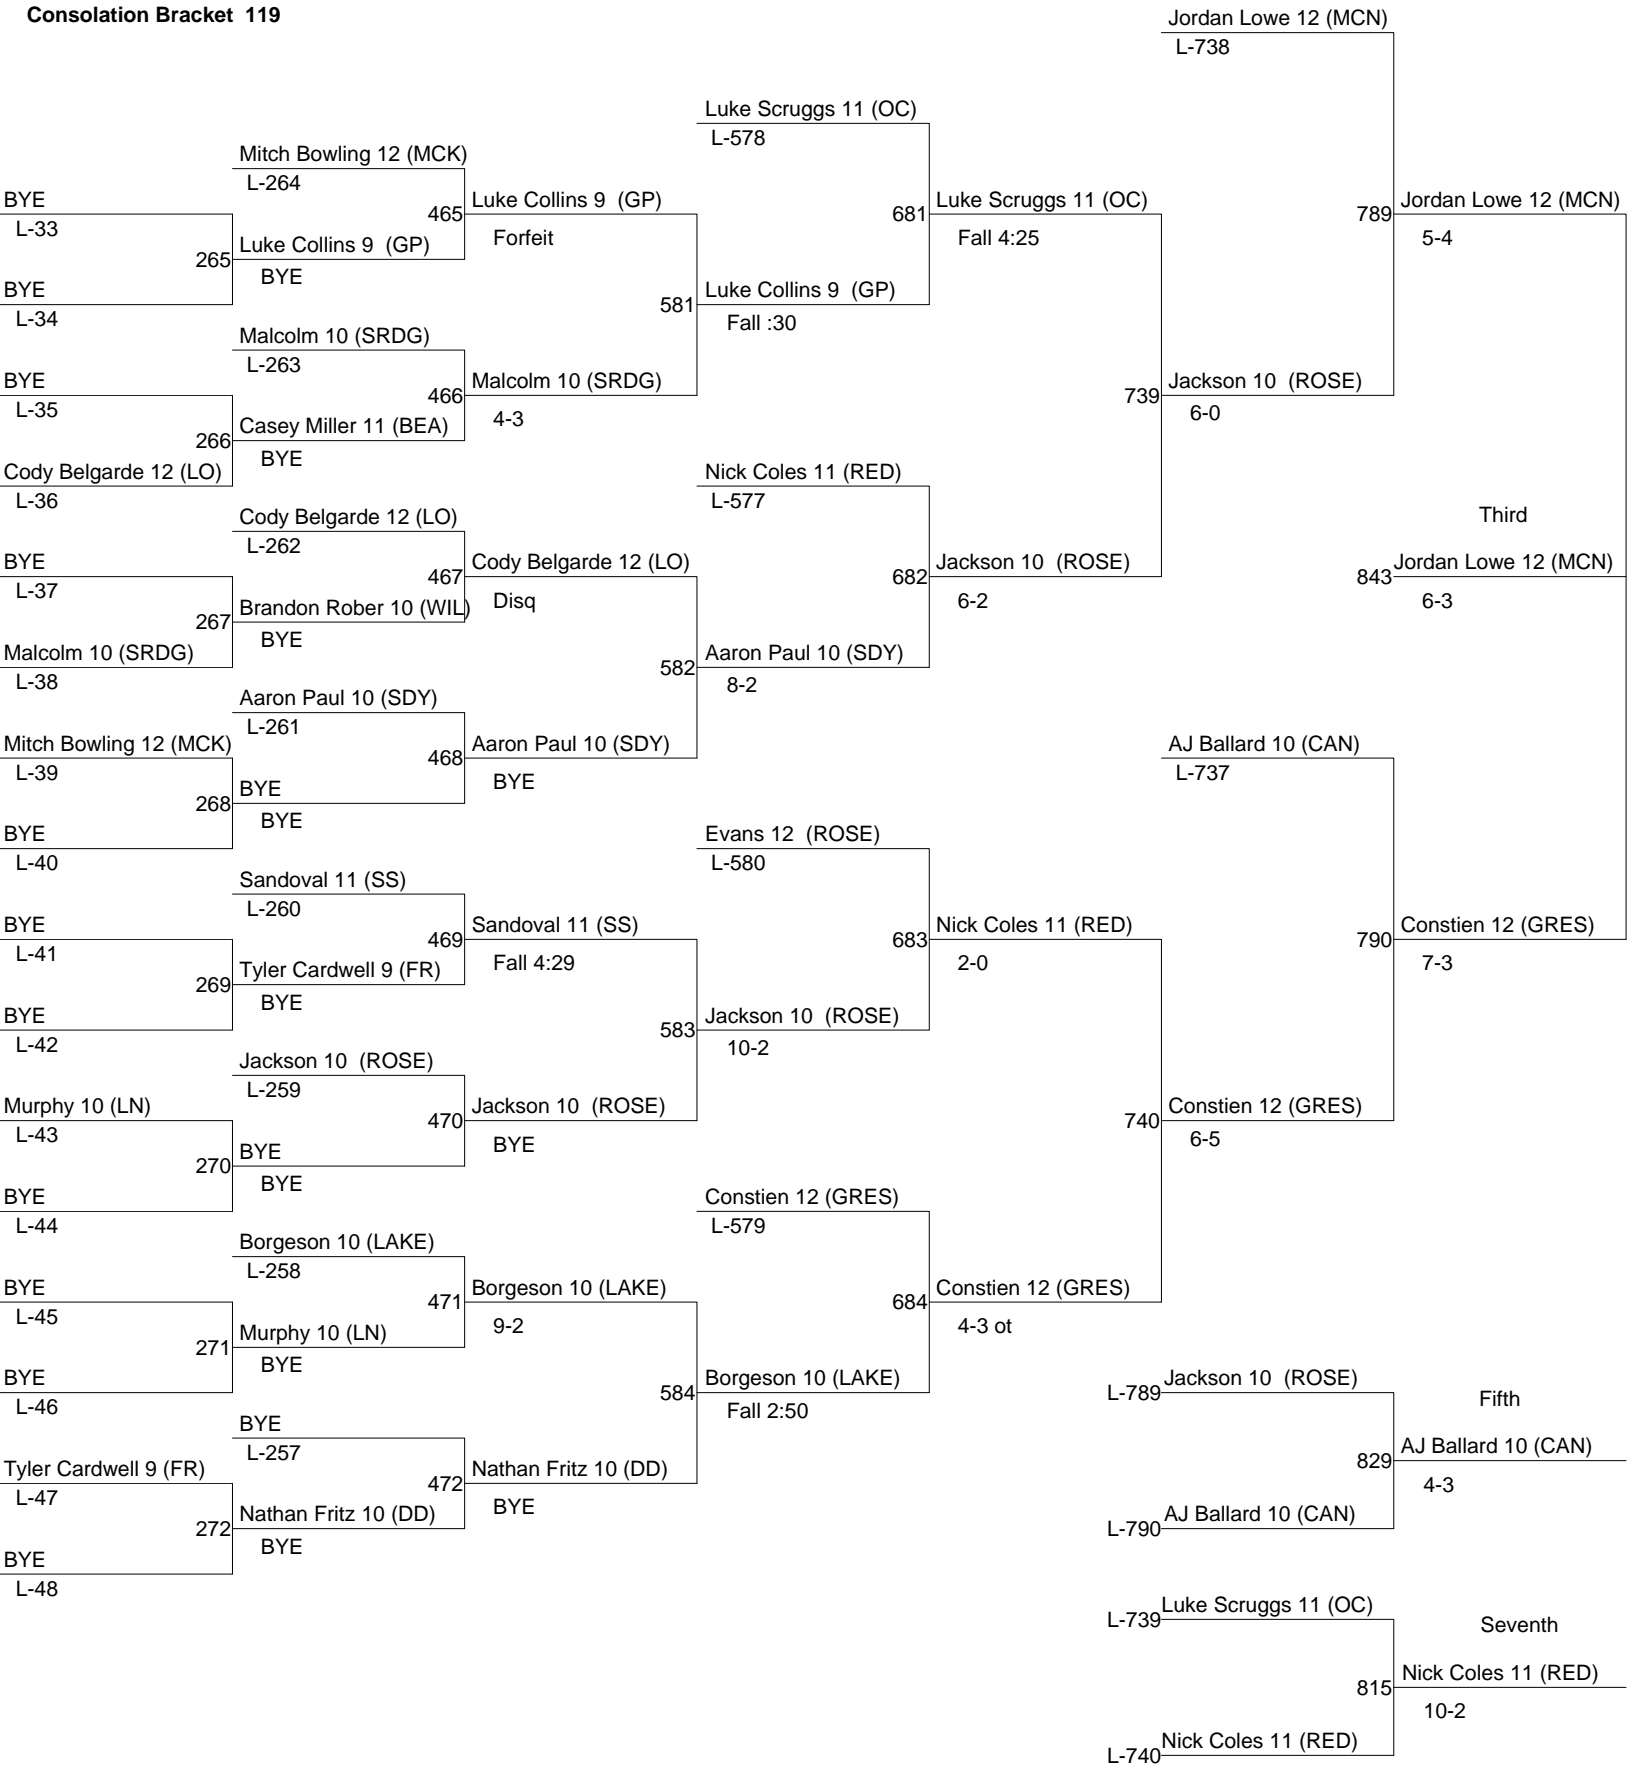 Consolation Bracket 119
BYE
L-33
BYE
L-34
BYE
L-35
Cody Belgarde 12 (LO)
L-36
BYE
L-37
Malcolm 10 (SRDG)
L-38
Mitch Bowling 12 (MCK)
L-39
BYE
L-40
BYE
L-41
BYE
L-42
Murphy 10 (LN)
L-43
BYE
L-44
BYE
L-45
BYE
L-46
Tyler Cardwell 9 (FR)
L-47
BYE
L-48
Mitch Bowling 12 (MCK)
L-264
265
Luke Collins 9 (GP)
BYE
Malcolm 10 (SRDG)
L-263
266
Casey Miller 11 (BEA)
BYE
Cody Belgarde 12 (LO)
L-262
267
Brandon Rober 10 (WIL)
BYE
Aaron Paul 10 (SDY)
L-261
268
BYE
BYE
Sandoval 11 (SS)
L-260
269
Tyler Cardwell 9 (FR)
BYE
Jackson 10 (ROSE)
L-259
270
BYE
BYE
Borgeson 10 (LAKE)
L-258
271
Murphy 10 (LN)
BYE
BYE
L-257
272
Nathan Fritz 10 (DD)
BYE
465
Luke Collins 9 (GP)
Forfeit
466
Malcolm 10 (SRDG)
4-3
467
Cody Belgarde 12 (LO)
Disq
468
Aaron Paul 10 (SDY)
BYE
469
Sandoval 11 (SS)
Fall 4:29
470
Jackson 10 (ROSE)
BYE
471
Borgeson 10 (LAKE)
9-2
472
Nathan Fritz 10 (DD)
BYE
Luke Scruggs 11 (OC)
L-578
581
Luke Collins 9 (GP)
Fall :30
Nick Coles 11 (RED)
L-577
582
Aaron Paul 10 (SDY)
8-2
Evans 12 (ROSE)
L-580
583
Jackson 10 (ROSE)
10-2
Constien 12 (GRES)
L-579
584
Borgeson 10 (LAKE)
Fall 2:50
681
Luke Scruggs 11 (OC)
Fall 4:25
682
Jackson 10 (ROSE)
6-2
683
Nick Coles 11 (RED)
2-0
684
Constien 12 (GRES)
4-3 ot
Jordan Lowe 12 (MCN)
L-738
739
Jackson 10 (ROSE)
6-0
AJ Ballard 10 (CAN)
L-737
740
Constien 12 (GRES)
6-5
789
Jordan Lowe 12 (MCN)
5-4
790
Constien 12 (GRES)
7-3
Third
843
Jordan Lowe 12 (MCN)
6-3
L-789
Jackson 10 (ROSE)
Fifth
829
AJ Ballard 10 (CAN)
4-3
L-790
AJ Ballard 10 (CAN)
L-739
Luke Scruggs 11 (OC)
Seventh
815
Nick Coles 11 (RED)
10-2
L-740
Nick Coles 11 (RED)